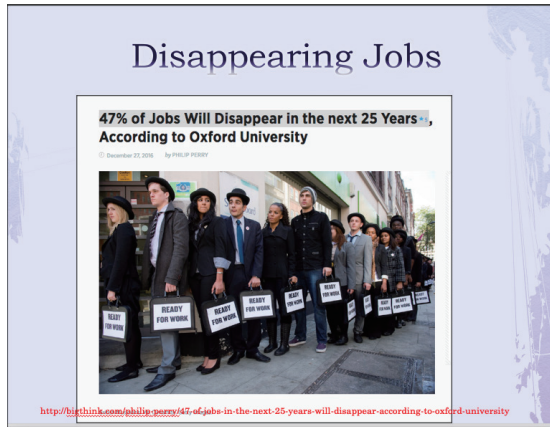 Disappearing Jobs
47% of Jobs Will Disappear in the next 25 Years,
According to Oxford University
December 27, 2016 by PHILIP PERRY
READY
FOR WORK
READY
FOR WORK
READY
FOR WORK
READY
FOR WORK
READY
FOR WORK
READY
FOR WORK
http://bigthink.com/philip-perry/47-of-jobs-in-the-next-25-years-will-disappear-according-to-oxford-university